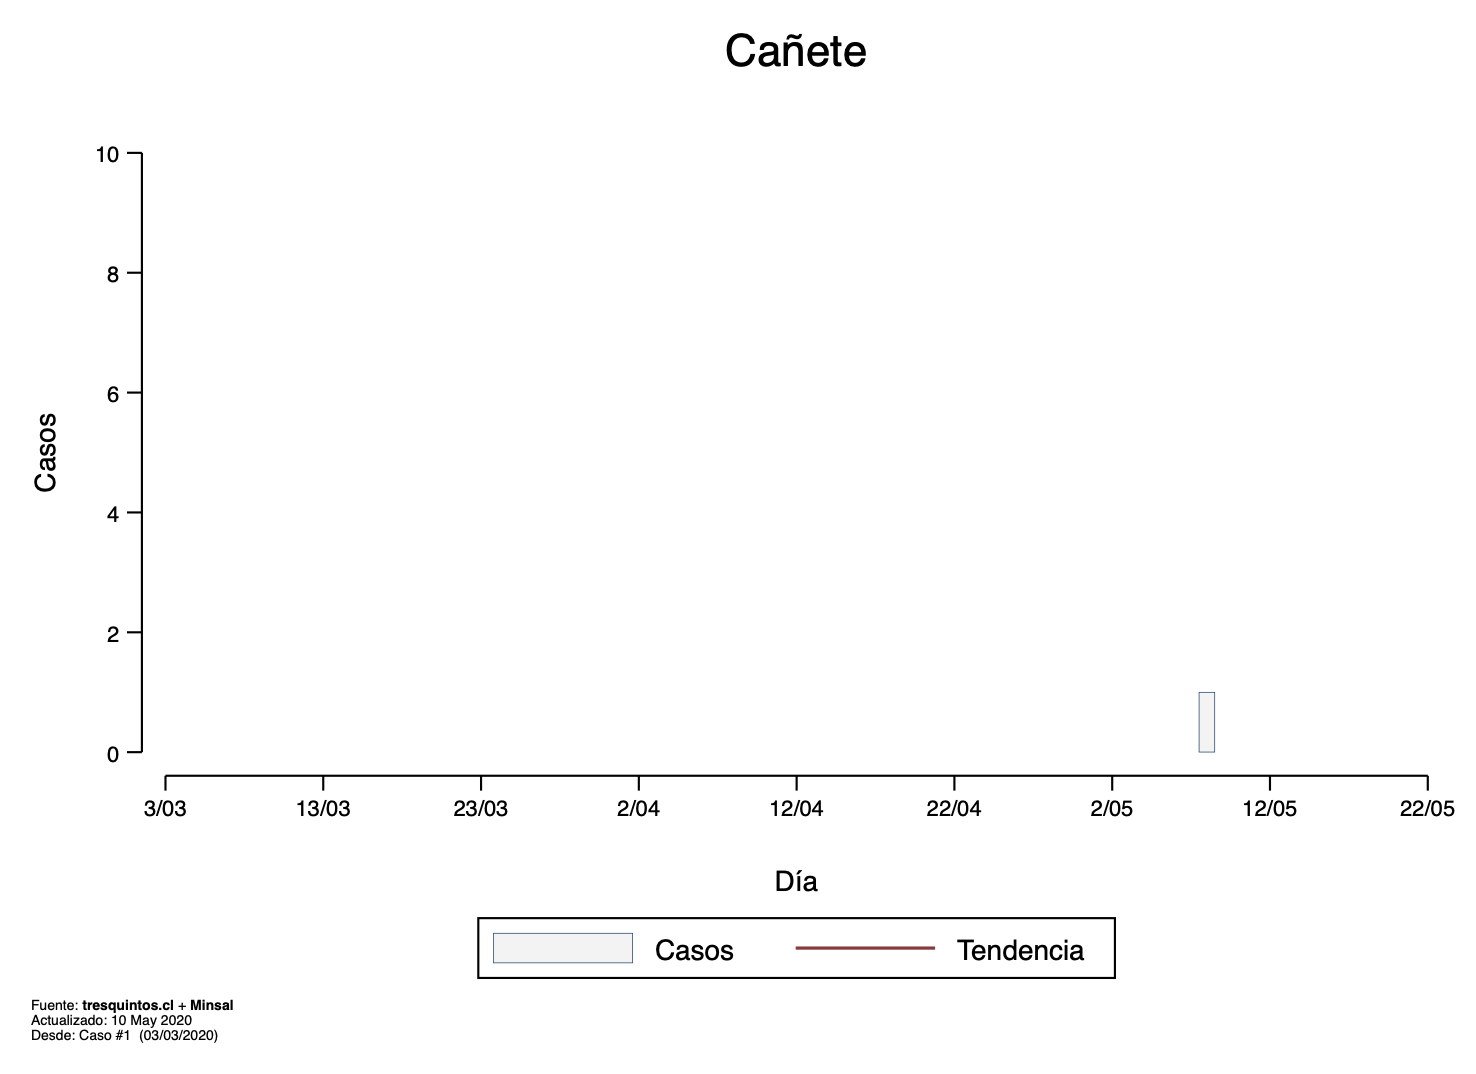 Cañete
10
8
6
4
2
0
Casos
3/03 13/03 23/03 2/04 12/04 22/04 2/05 12/05 22/05
Día
Casos Tendencia
Fuente: tresquintos.cl + Minsal
Actualizado: 10 May 2020
Desde: Caso #1 (03/03/2020)